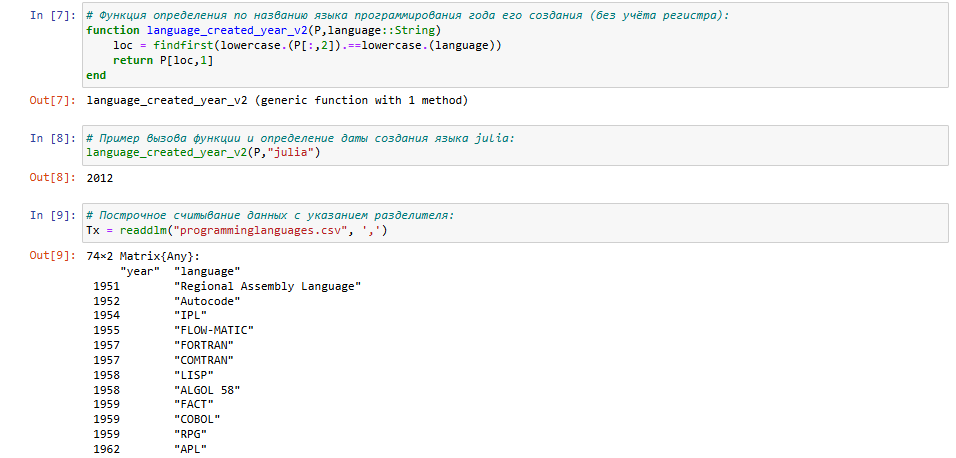 In [7]: # Функция определения по названию языка программирования года его создания (без учёта регистра):
function language_created_year_v2(P,language::String)
    loc = findfirst(lowercase.(P[:,2]).==lowercase.(language))
    return P[loc,1]
end
Out[7]: language_created_year_v2 (generic function with 1 method)
In [8]: # Пример вызова функции и определение даты создания языка julia:
language_created_year_v2(P,"julia")
Out[8]: 2012
In [9]: # Построчное считывание данных с указанием разделителя:
Tx = readdlm("programminglanguages.csv", ',')
Out[9]: 74×2 Matrix{Any}:
     "year"  "language"
 1951        "Regional Assembly Language"
 1952        "Autocode"
 1954        "IPL"
 1955        "FLOW-MATIC"
 1957        "FORTRAN"
 1957        "COMTRAN"
 1958        "LISP"
 1958        "ALGOL 58"
 1959        "FACT"
 1959        "COBOL"
 1959        "RPG"
 1962        "APL"